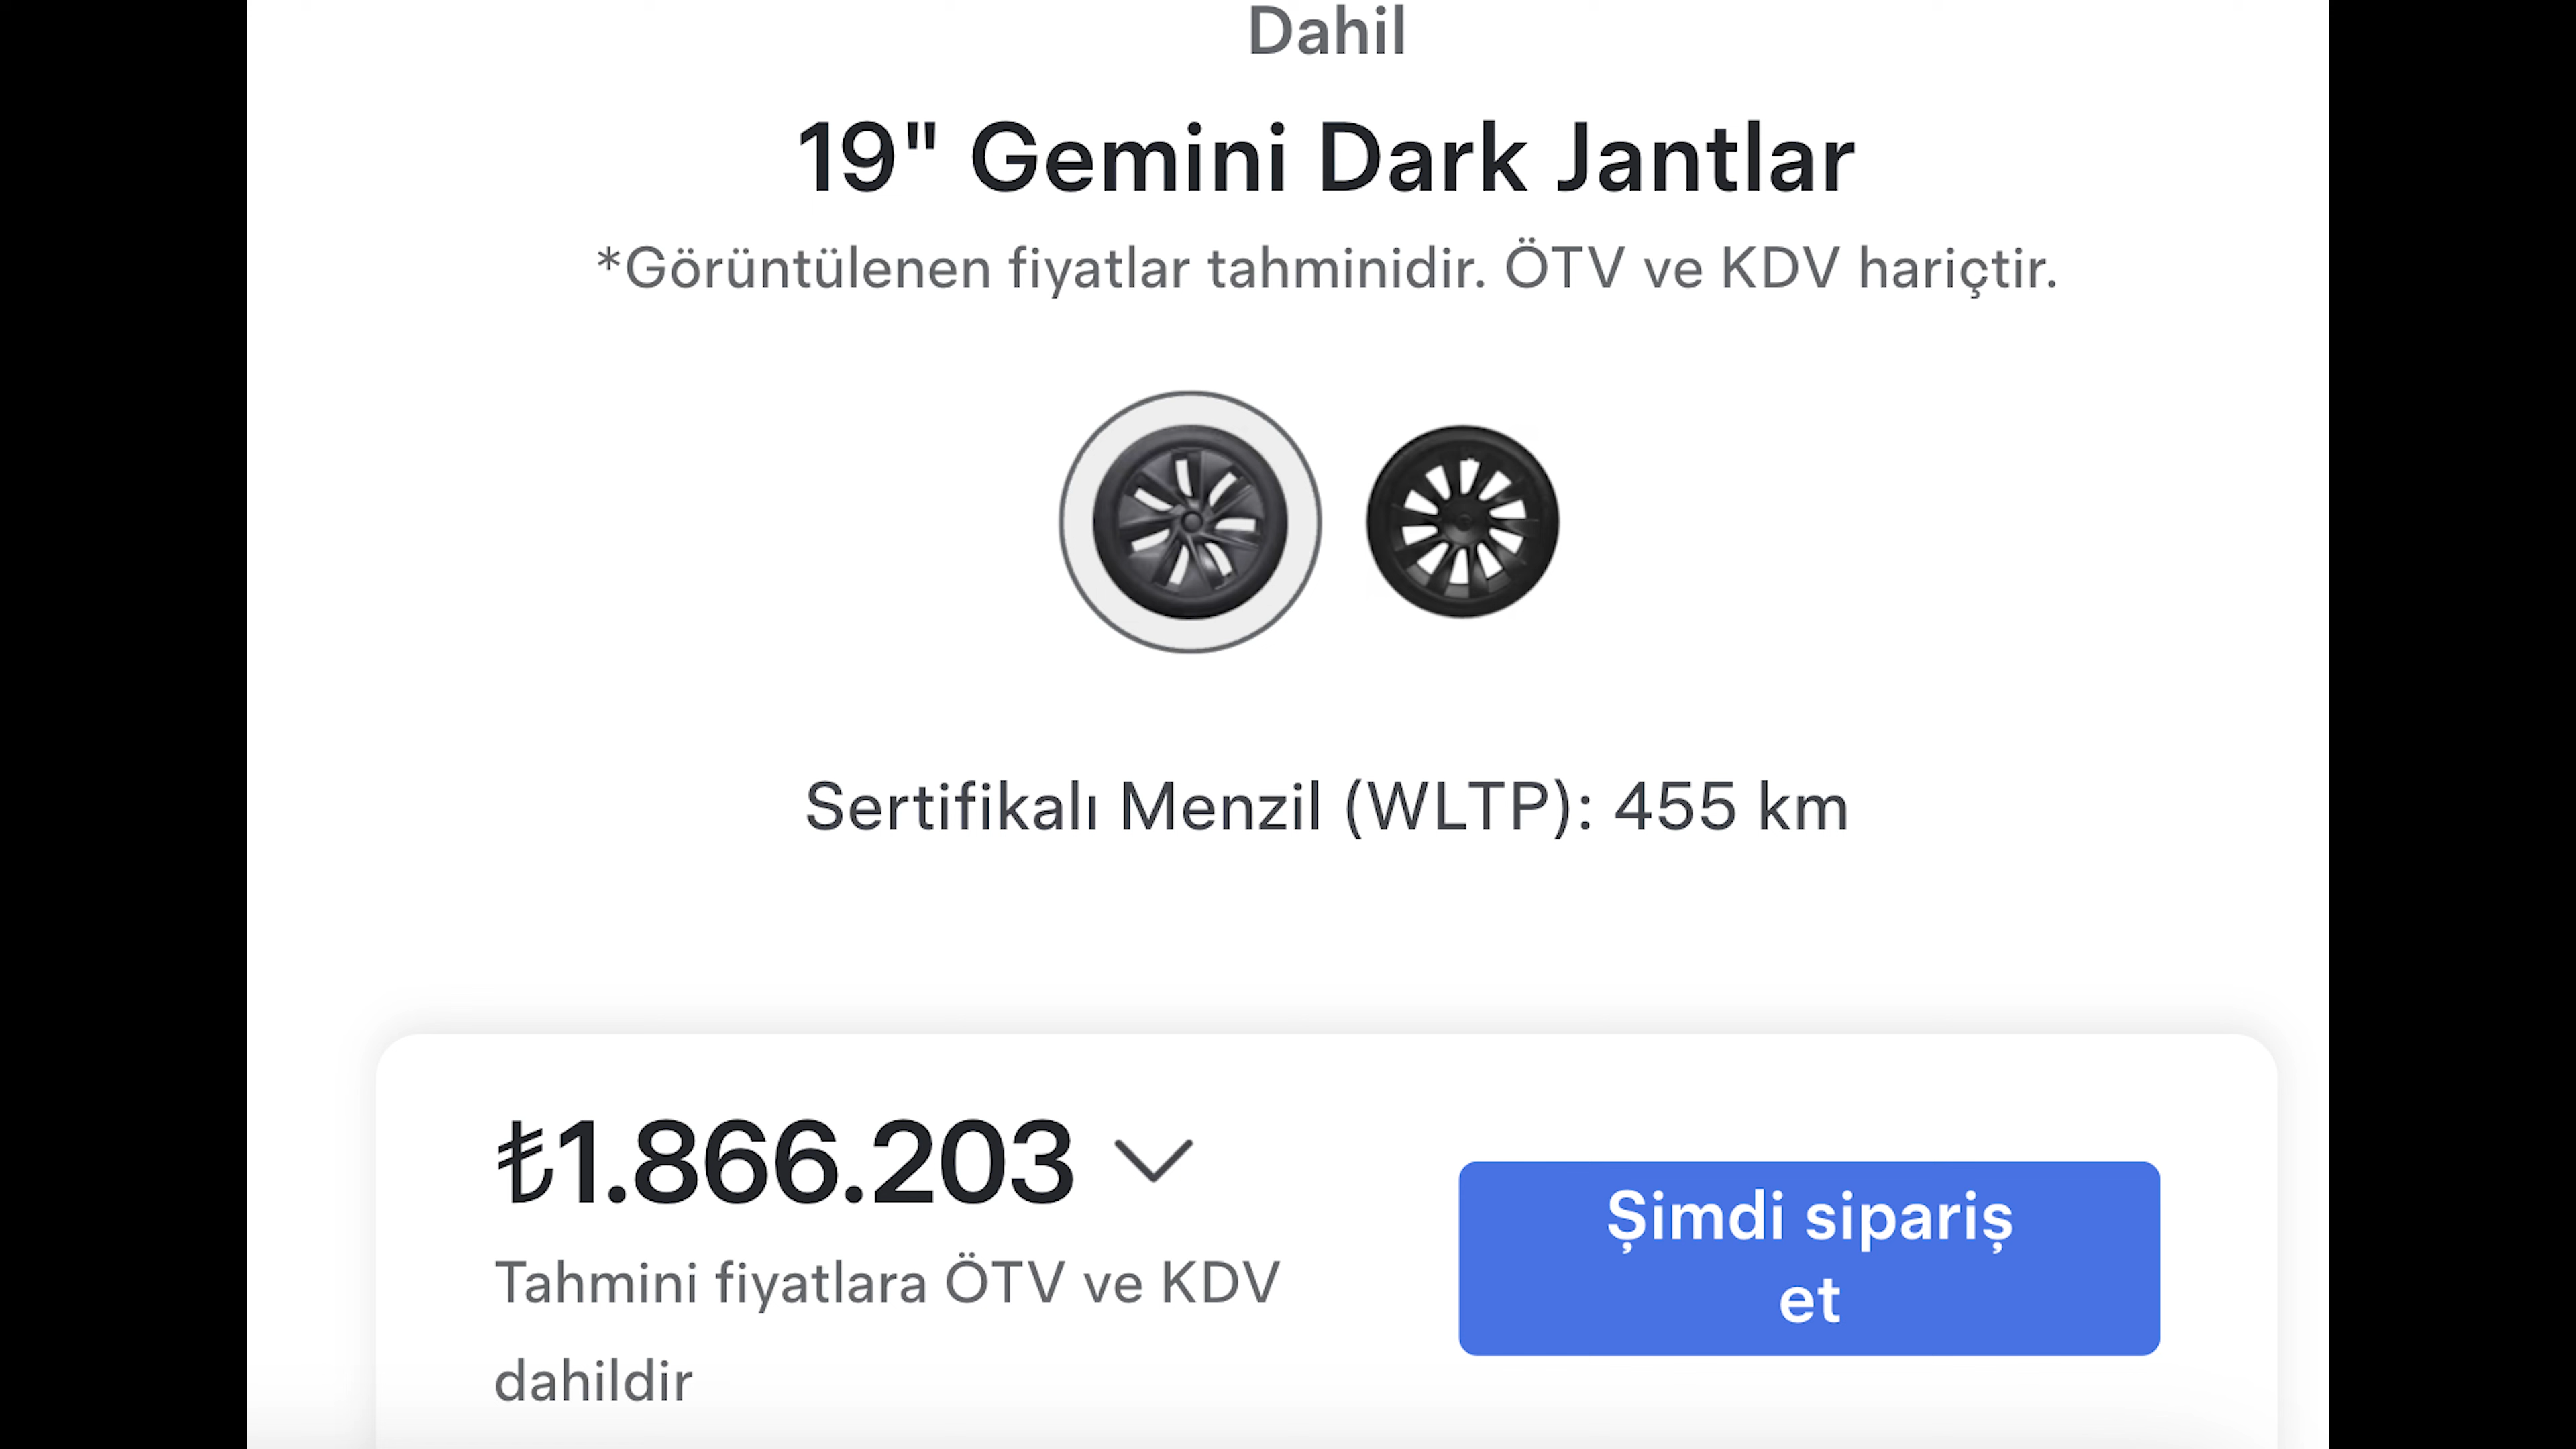 Dahil
19" Gemini Dark Jantlar
*Görüntülenen fiyatlar tahminidir. ÖTV ve KDV hariçtir.
Sertifikalı Menzil (WLTP): 455 km
₺1.866.203
Tahmini fiyatlara ÖTV ve KDV
dahildir
Şimdi sipariş
et